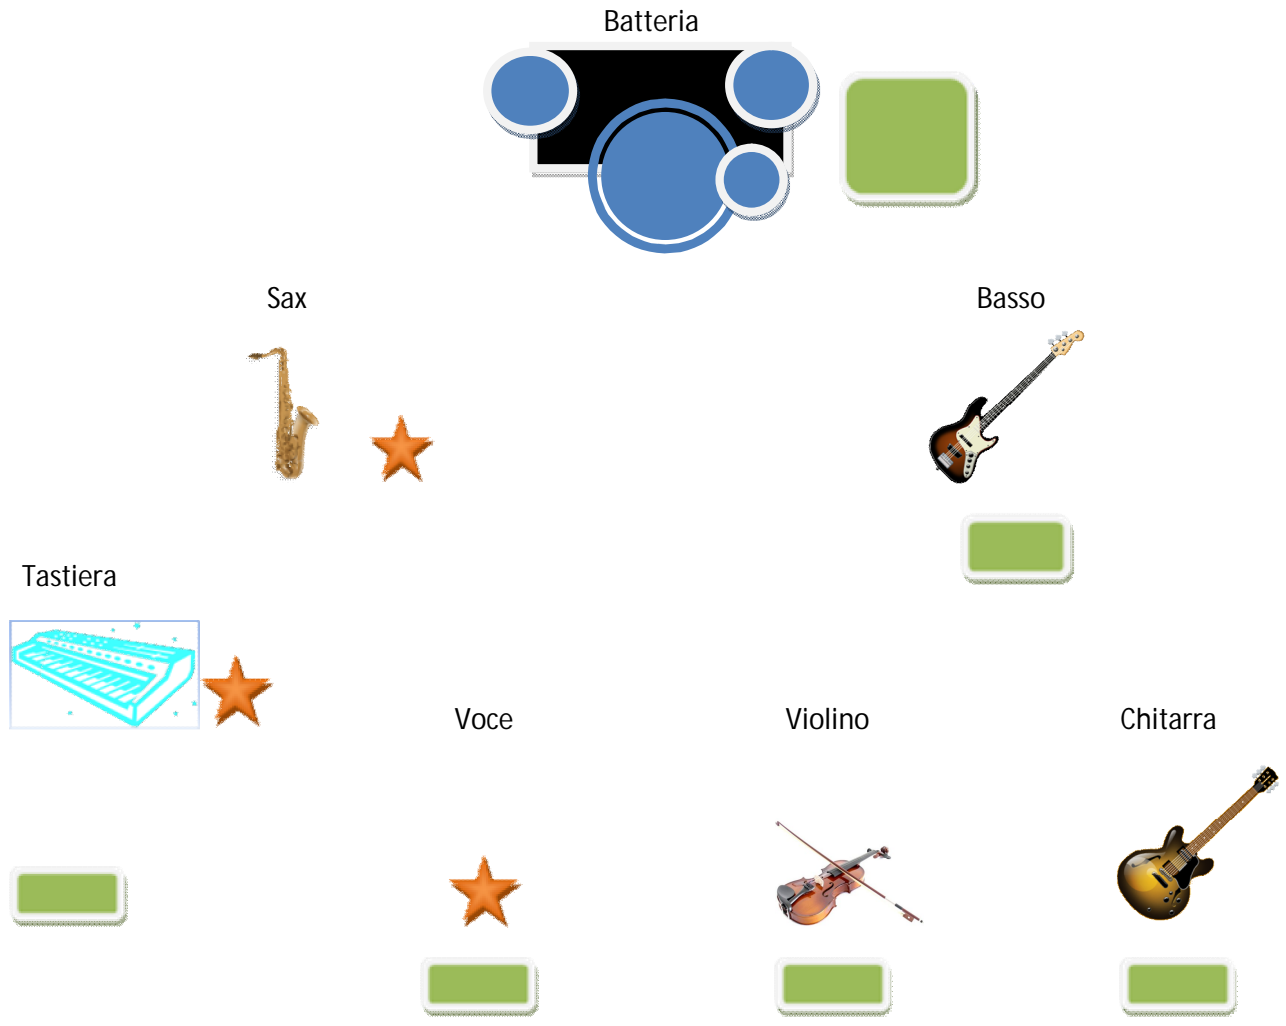 Batteria
Sax
Basso
Tastiera
Voce
Violino
Chitarra